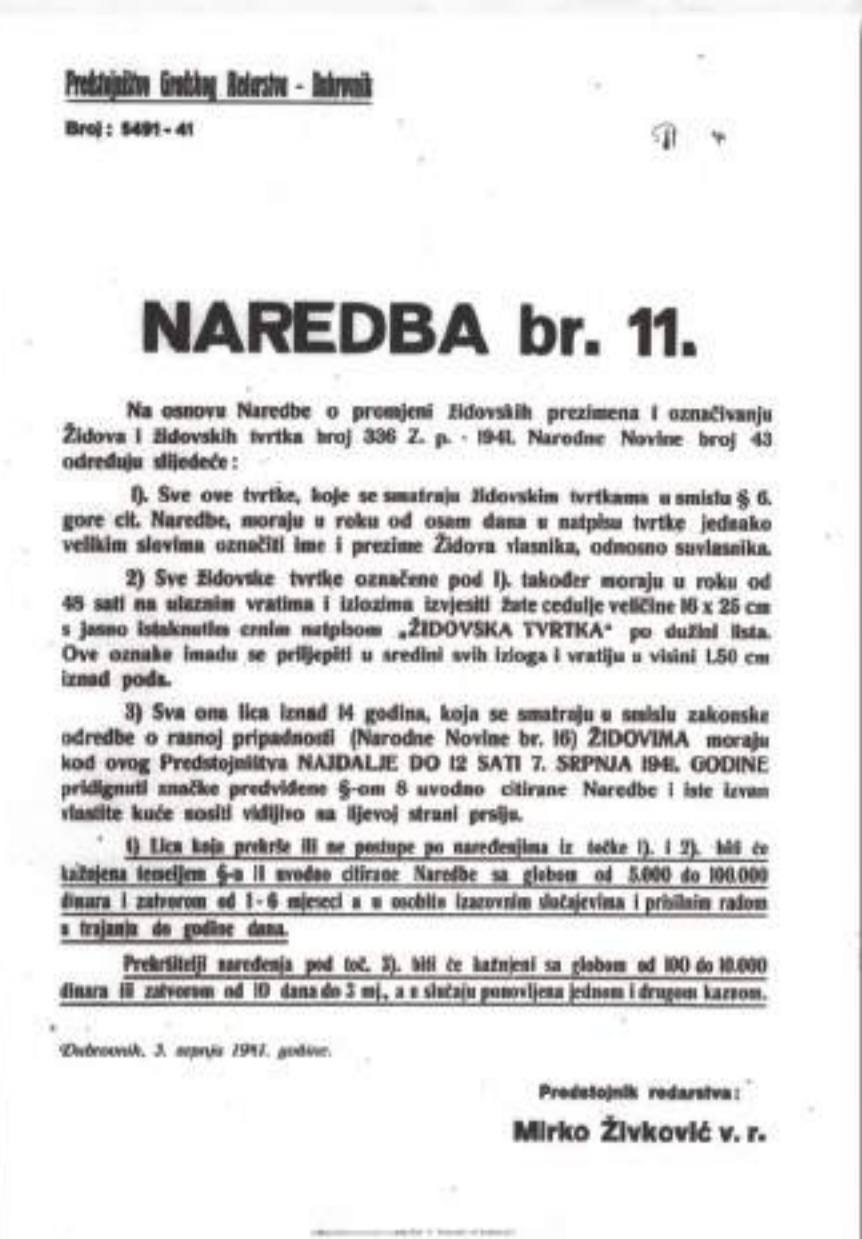 Predstojništvo Gradskog Redarstva - Dubrovnik
Broj: 5491-41
NAREDBA br. 11.
Na osnovu Naredbe o promjeni židovskih prezimena i označivanju
Židova i židovskih tvrtka broj 336 Z. p. - 1941. Narodne Novine broj 43
određuju slijedeće:
1). Sve ove tvrtke, koje se smatraju židovskim tvrtkama u smislu § 6.
gore cit. Naredbe, moraju u roku od osam dana u natpisu tvrtke jednako
velikim slovima označiti ime i prezime Židova vlasnika, odnosno suvlasnika.
2) Sve židovske tvrtke označene pod 1). također moraju u roku od
48 sati na ulaznim vratima i izlozima izvjesiti žute cedulje veličine 16 x 25 cm
s jasno istaknutim crnim natpisom „ŽIDOVSKA TVRTKA" po dužini lista.
Ove oznake imadu se prilijepiti u sredini svih izloga i vratiju u visini 1.50 cm
iznad poda.
3) Sva ona lica iznad 14 godina, koja se smatraju u smislu zakonske
odredbe o rasnoj pripadnosti (Narodne Novine br. 16) ŽIDOVIMA moraju
kod ovog Predstojništva NAJDALJE DO 12 SATI 7. SRPNJA 1941. GODINE
pridignuti značke predviđene §-om 8 uvodno citirane Naredbe i iste izvan
vlastite kuće nositi vidljivo na lijevoj strani prsiju.
Lica koja prekrše ili ne postupe po naređenjima iz točke 1). i 2). biti će
kažnjena temeljem §-a 11 uvodno citirane Naredbe sa globom od 5.000 do 100.000
dinara i zatvorom od 1-6 mjeseci a u osobito izazovnim slučajevima i prisilnim radom
u trajanju do godine dana.
Prekršitelji naređenja pod toč. 3). biti će kažnjeni sa globom od 100 do 10.000
dinara ili zatvorom od 10 dana do 3 mj., a u slučaju ponovljena jednom i drugom kaznom.
Dubrovnik, 3. srpnja 1941. godine.
Predstojnik redarstva:
Mirko Živković v. r.